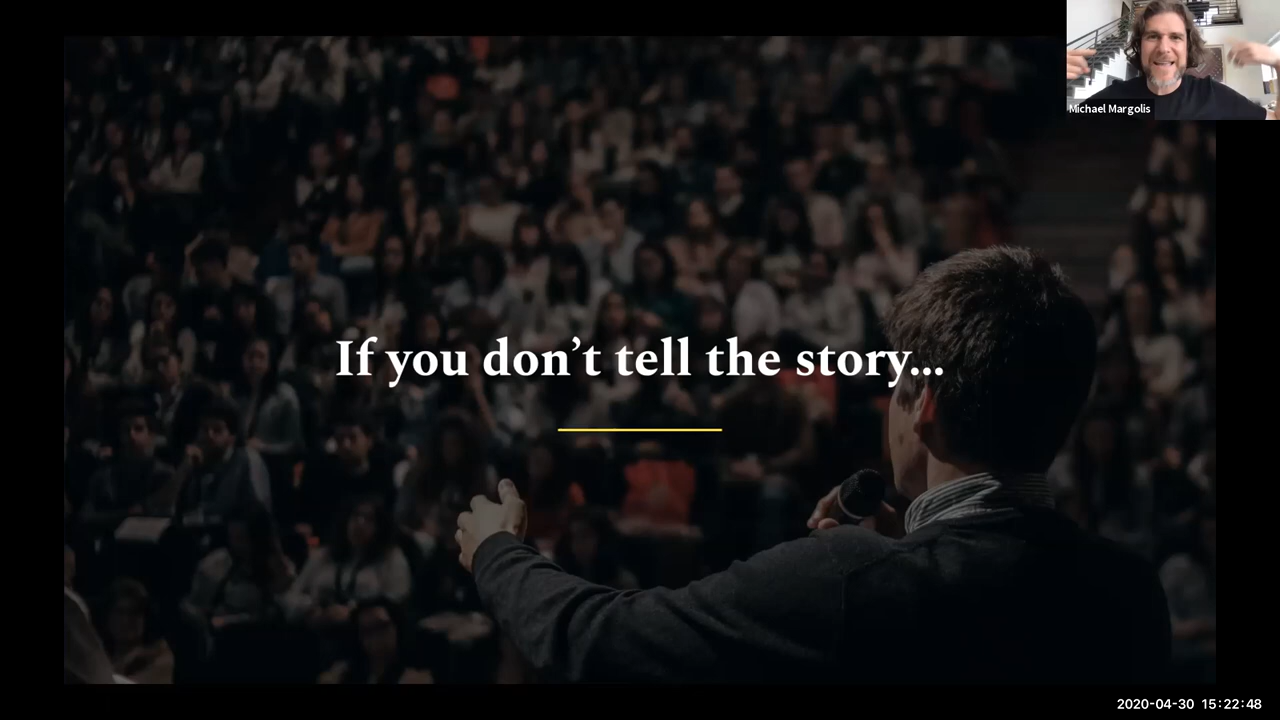 Michael Margolis
If you don’t tell the story...
2020-04-30 15:22:48